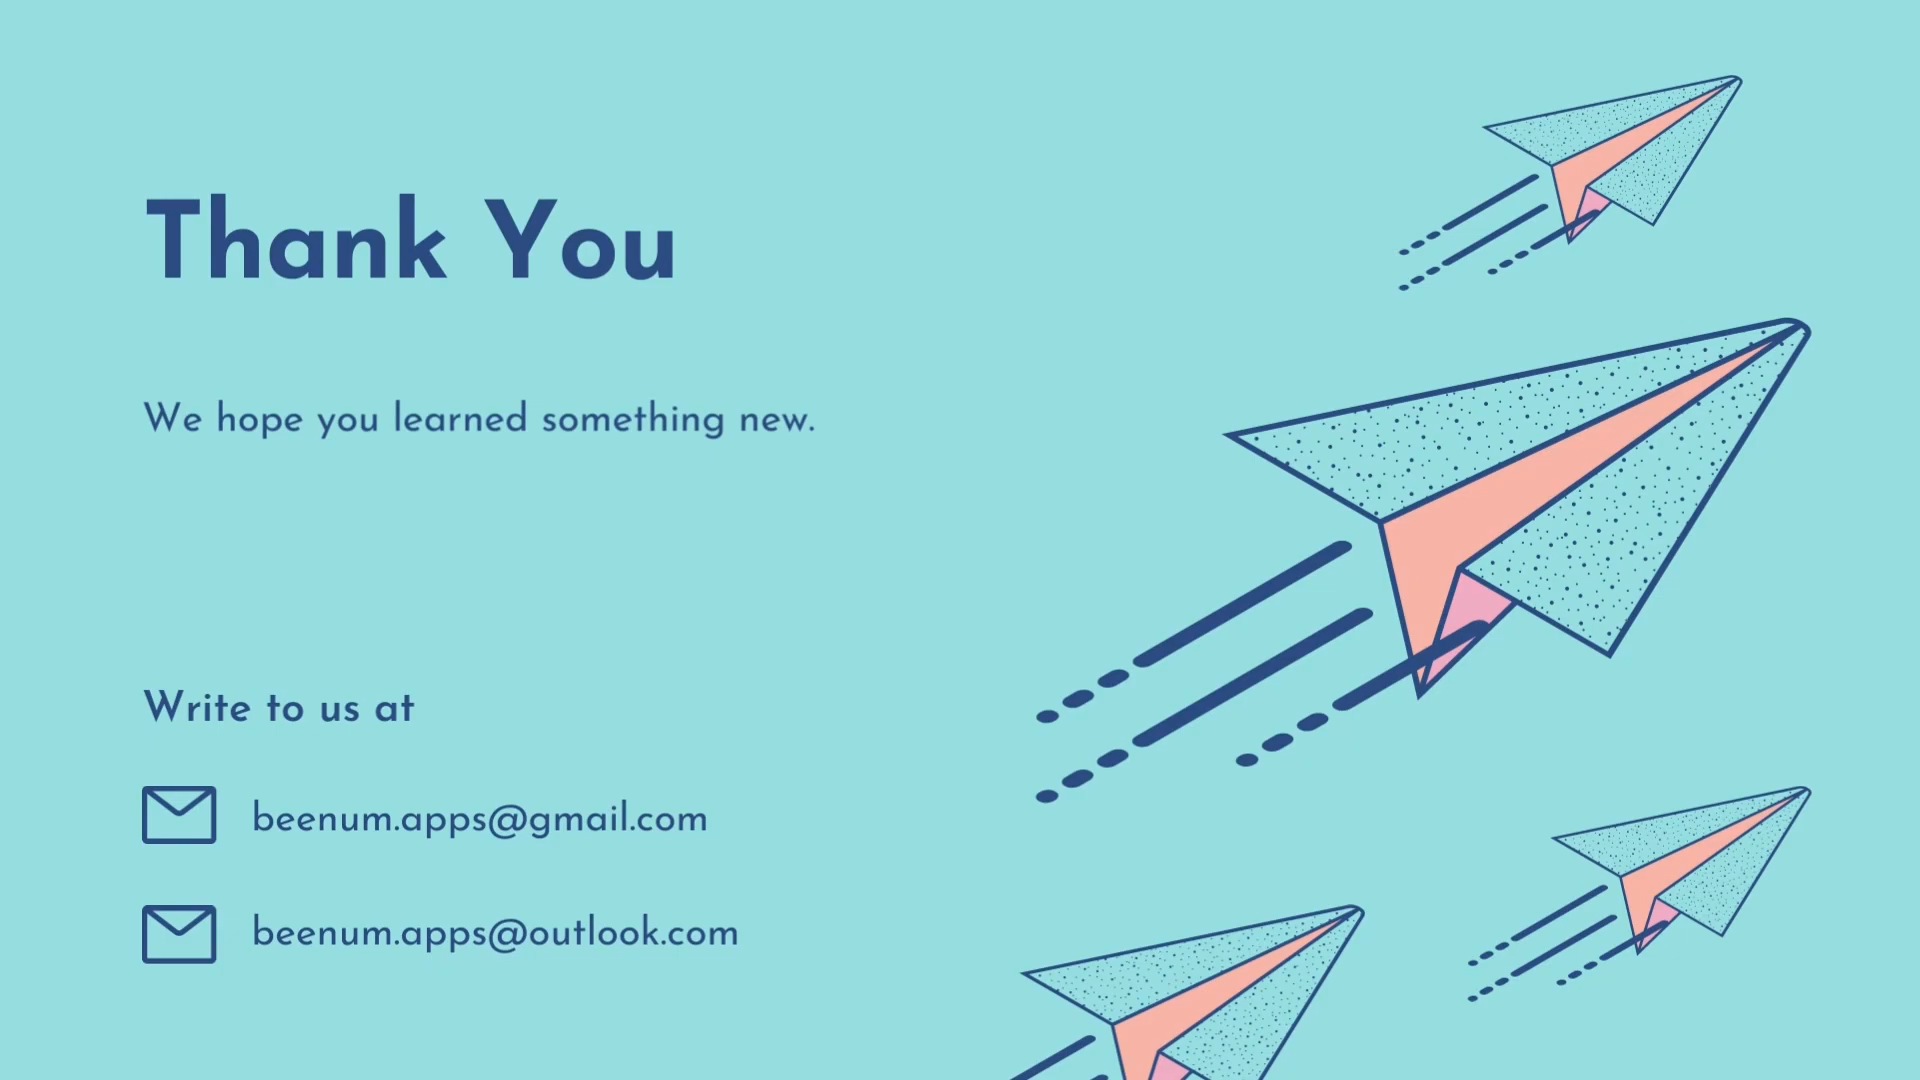 Thank You
We hope you learned something new.
Write to us at
beenum.apps@gmail.com
beenum.apps@outlook.com